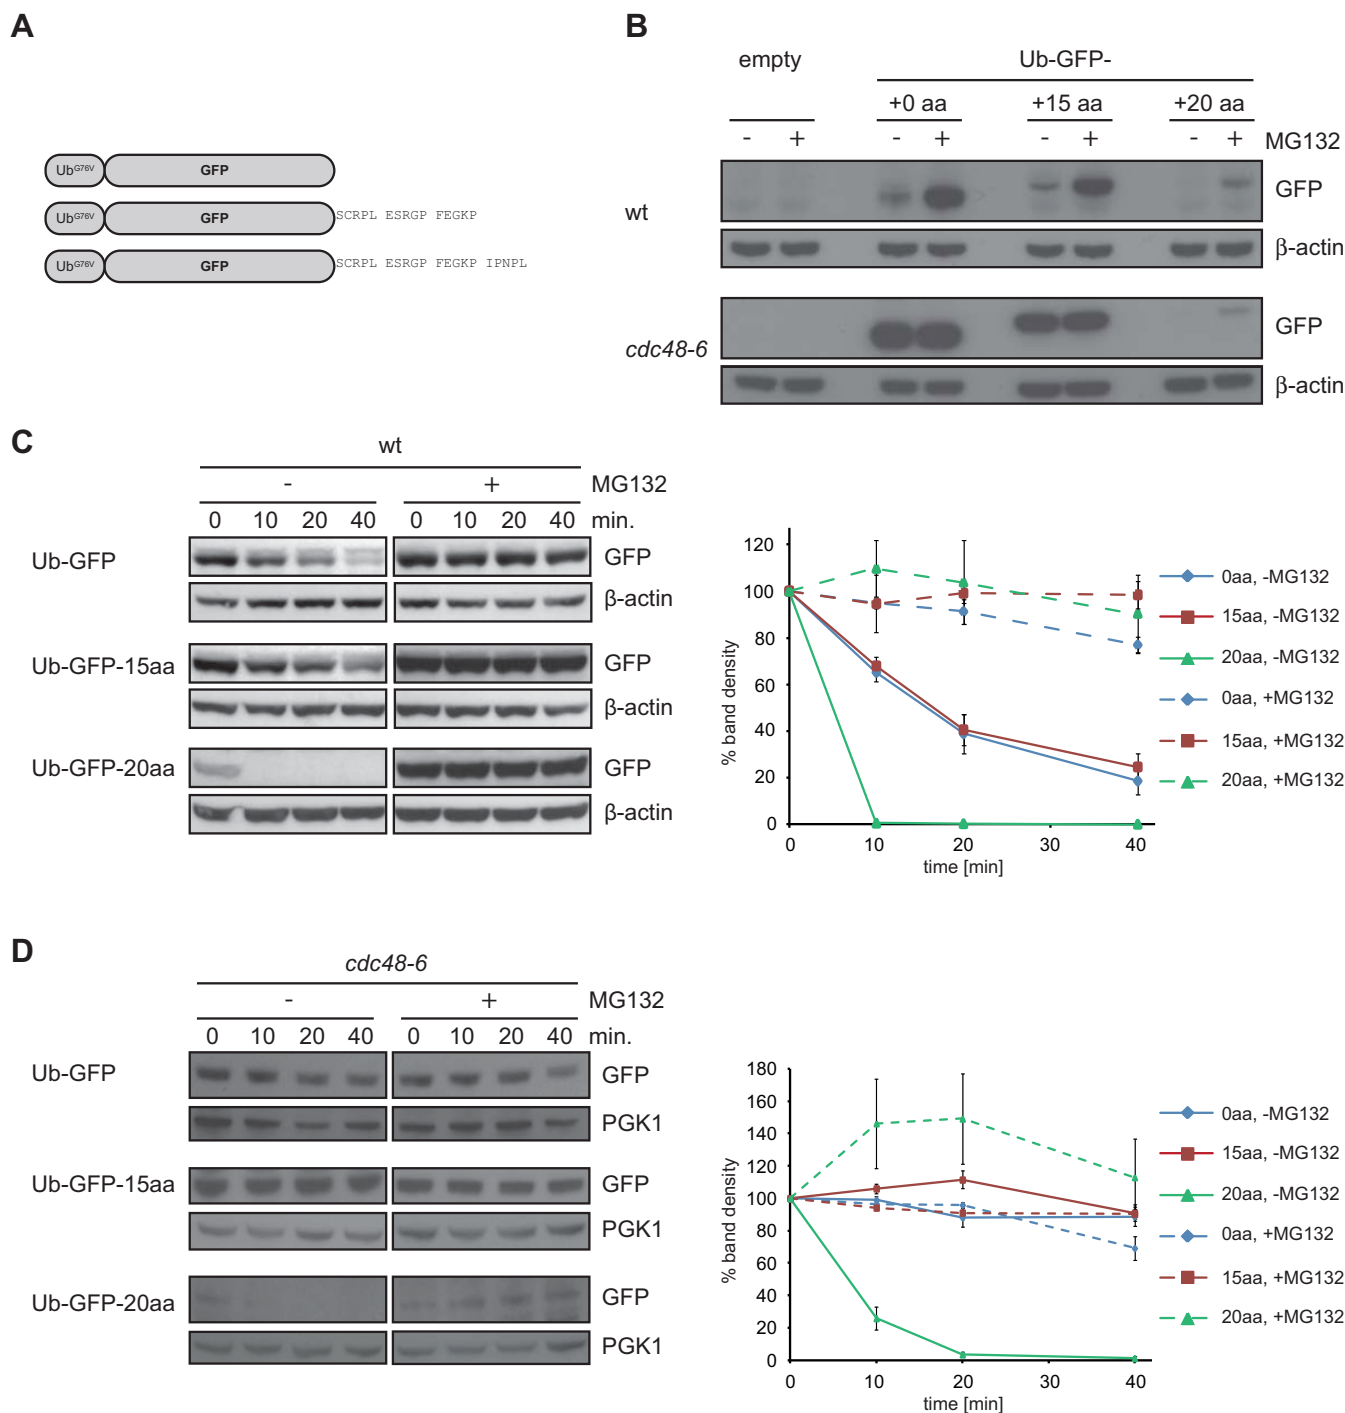 A
Ub^G76V GFP
Ub^G76V GFP SCRPL ESRGP FEGKP
Ub^G76V GFP SCRPL ESRGP FEGKP IPNPL
B
empty Ub-GFP-
+0 aa +15 aa +20 aa
- + - + - + - + MG132
wt GFP
β-actin
cdc48-6 GFP
β-actin
C
wt
- + MG132
0 10 20 40 0 10 20 40 min.
Ub-GFP GFP
β-actin
Ub-GFP-15aa GFP
β-actin
Ub-GFP-20aa GFP
β-actin
% band density
120
100
80
60
40
20
0
0 10 20 30 40
time [min]
0aa, -MG132
15aa, -MG132
20aa, -MG132
0aa, +MG132
15aa, +MG132
20aa, +MG132
D
cdc48-6
- + MG132
0 10 20 40 0 10 20 40 min.
Ub-GFP GFP
PGK1
Ub-GFP-15aa GFP
PGK1
Ub-GFP-20aa GFP
PGK1
% band density
180
160
140
120
100
80
60
40
20
0
0 10 20 30 40
time [min]
0aa, -MG132
15aa, -MG132
20aa, -MG132
0aa, +MG132
15aa, +MG132
20aa, +MG132